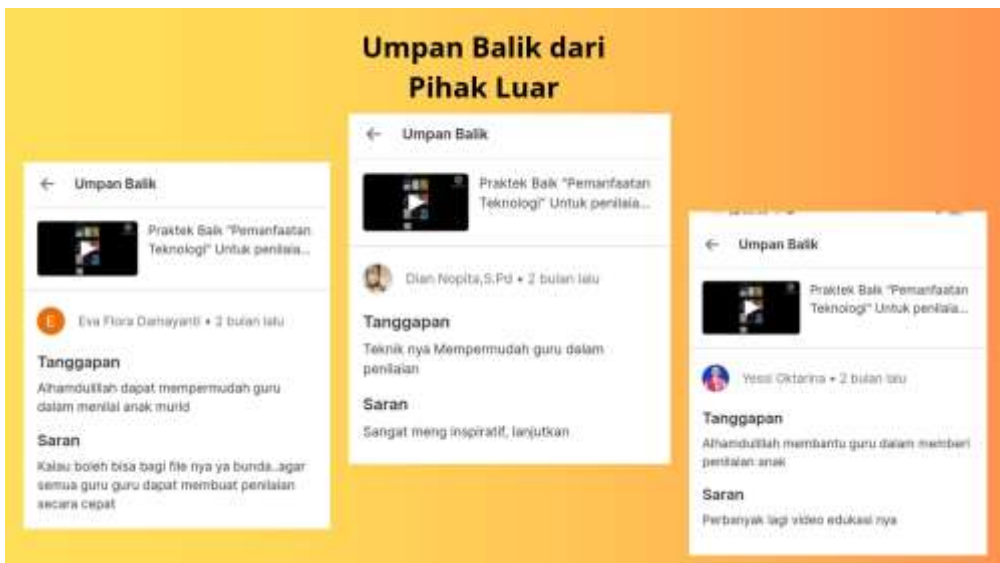 Umpan Balik dari
Pihak Luar
← Umpan Balik
Praktek Baik "Pemanfaatan
Teknologi" Untuk penilaia...
E
Eva Flora Damayanti • 2 bulan lalu
Tanggapan
Alhamdulillah dapat mempermudah guru
dalam menilai anak murid
Saran
Kalau boleh bisa bagi file nya ya bunda..agar
semua guru guru dapat membuat penilaian
secara cepat
← Umpan Balik
Praktek Baik "Pemanfaatan
Teknologi" Untuk penilaia...
Dian Nopita,S.Pd • 2 bulan lalu
Tanggapan
Teknik nya Mempermudah guru dalam
penilaian
Saran
Sangat meng inspiratif, lanjutkan
← Umpan Balik
Praktek Baik "Pemanfaatan
Teknologi" Untuk penilaia...
Yessi Oktarina • 2 bulan lalu
Tanggapan
Alhamdulillah membantu guru dalam memberi
penilaian anak
Saran
Perbanyak lagi video edukasi nya